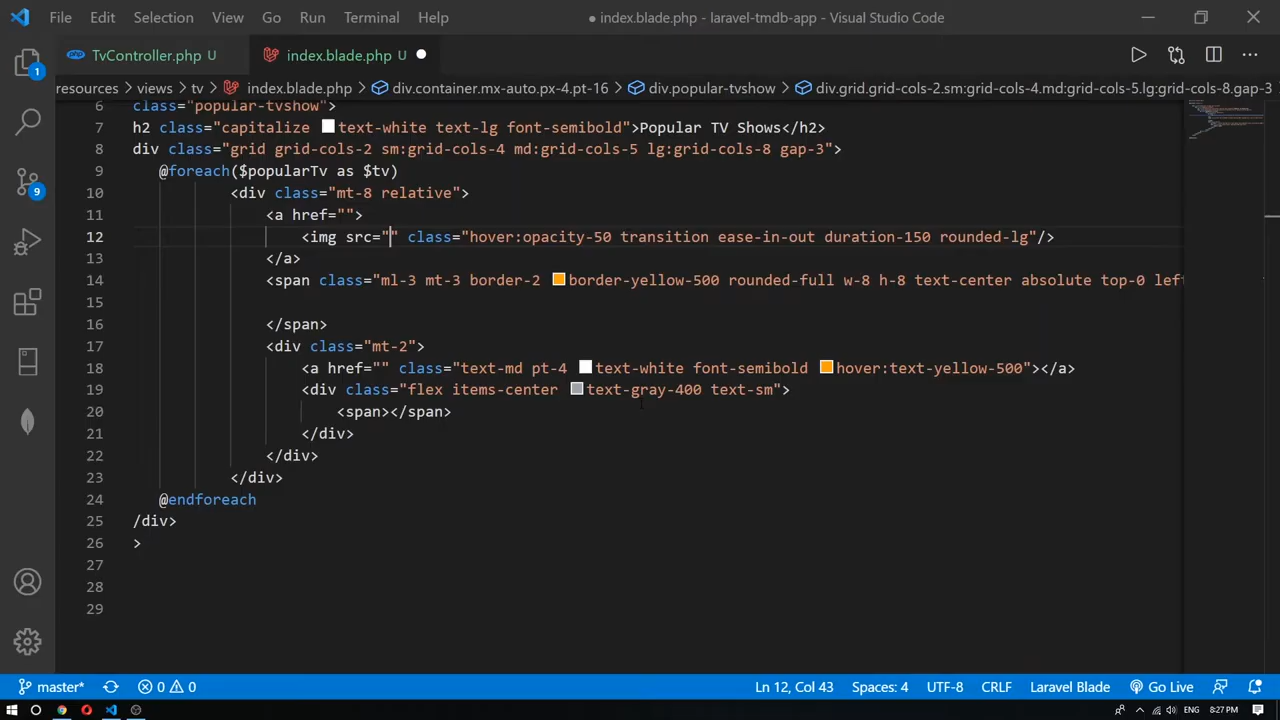 File Edit Selection View Go Run Terminal Help ● index.blade.php - laravel-tmdb-app - Visual Studio Code
TvController.php U index.blade.php U
resources > views > tv > index.blade.php > div.container.mx-auto.px-4.pt-16 > div.popular-tvshow > div.grid.grid-cols-2.sm:grid-cols-4.md:grid-cols-5.lg:grid-cols-8.gap-3 >
6 class="popular-tvshow">
7 h2 class="capitalize text-white text-lg font-semibold">Popular TV Shows</h2>
8 div class="grid grid-cols-2 sm:grid-cols-4 md:grid-cols-5 lg:grid-cols-8 gap-3">
9 @foreach($popularTv as $tv)
10 <div class="mt-8 relative">
11 <a href="">
12 <img src="" class="hover:opacity-50 transition ease-in-out duration-150 rounded-lg"/>
13 </a>
14 <span class="ml-3 mt-3 border-2 border-yellow-500 rounded-full w-8 h-8 text-center absolute top-0 left
15
16 </span>
17 <div class="mt-2">
18 <a href="" class="text-md pt-4 text-white font-semibold hover:text-yellow-500"></a>
19 <div class="flex items-center text-gray-400 text-sm">
20 <span></span>
21 </div>
22 </div>
23 </div>
24 @endforeach
25 /div>
26 >
27
28
29
1
9
master* 0 0 Ln 12, Col 43 Spaces: 4 UTF-8 CRLF Laravel Blade Go Live
ENG 8:27 PM